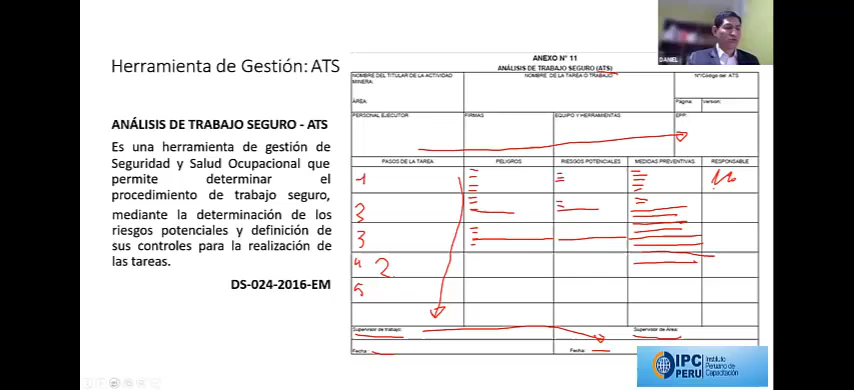 Herramienta de Gestión: ATS
DANIEL
ANÁLISIS DE TRABAJO SEGURO - ATS
Es una herramienta de gestión de
Seguridad y Salud Ocupacional que
permite determinar el
procedimiento de trabajo seguro,
mediante la determinación de los
riesgos potenciales y definición de
sus controles para la realización de
las tareas.
DS-024-2016-EM
ANEXO N° 11
ANÁLISIS DE TRABAJO SEGURO (ATS)
NOMBRE DEL TITULAR DE LA ACTIVIDAD
MINERA:
NOMBRE DE LA TAREA O TRABAJO
N°/Código del ATS
ÁREA:
Página: Versión:
PERSONAL EJECUTOR FIRMAS EQUIPO Y HERRAMIENTAS EPP:
PASOS DE LA TAREA PELIGROS RIESGOS POTENCIALES MEDIDAS PREVENTIVAS RESPONSABLE
1
3
3
4 2
5
Supervisor de trabajo: Supervisor de Área:
Fecha: Fecha:
IPC
PERU
Instituto
Peruano de
Capacitación